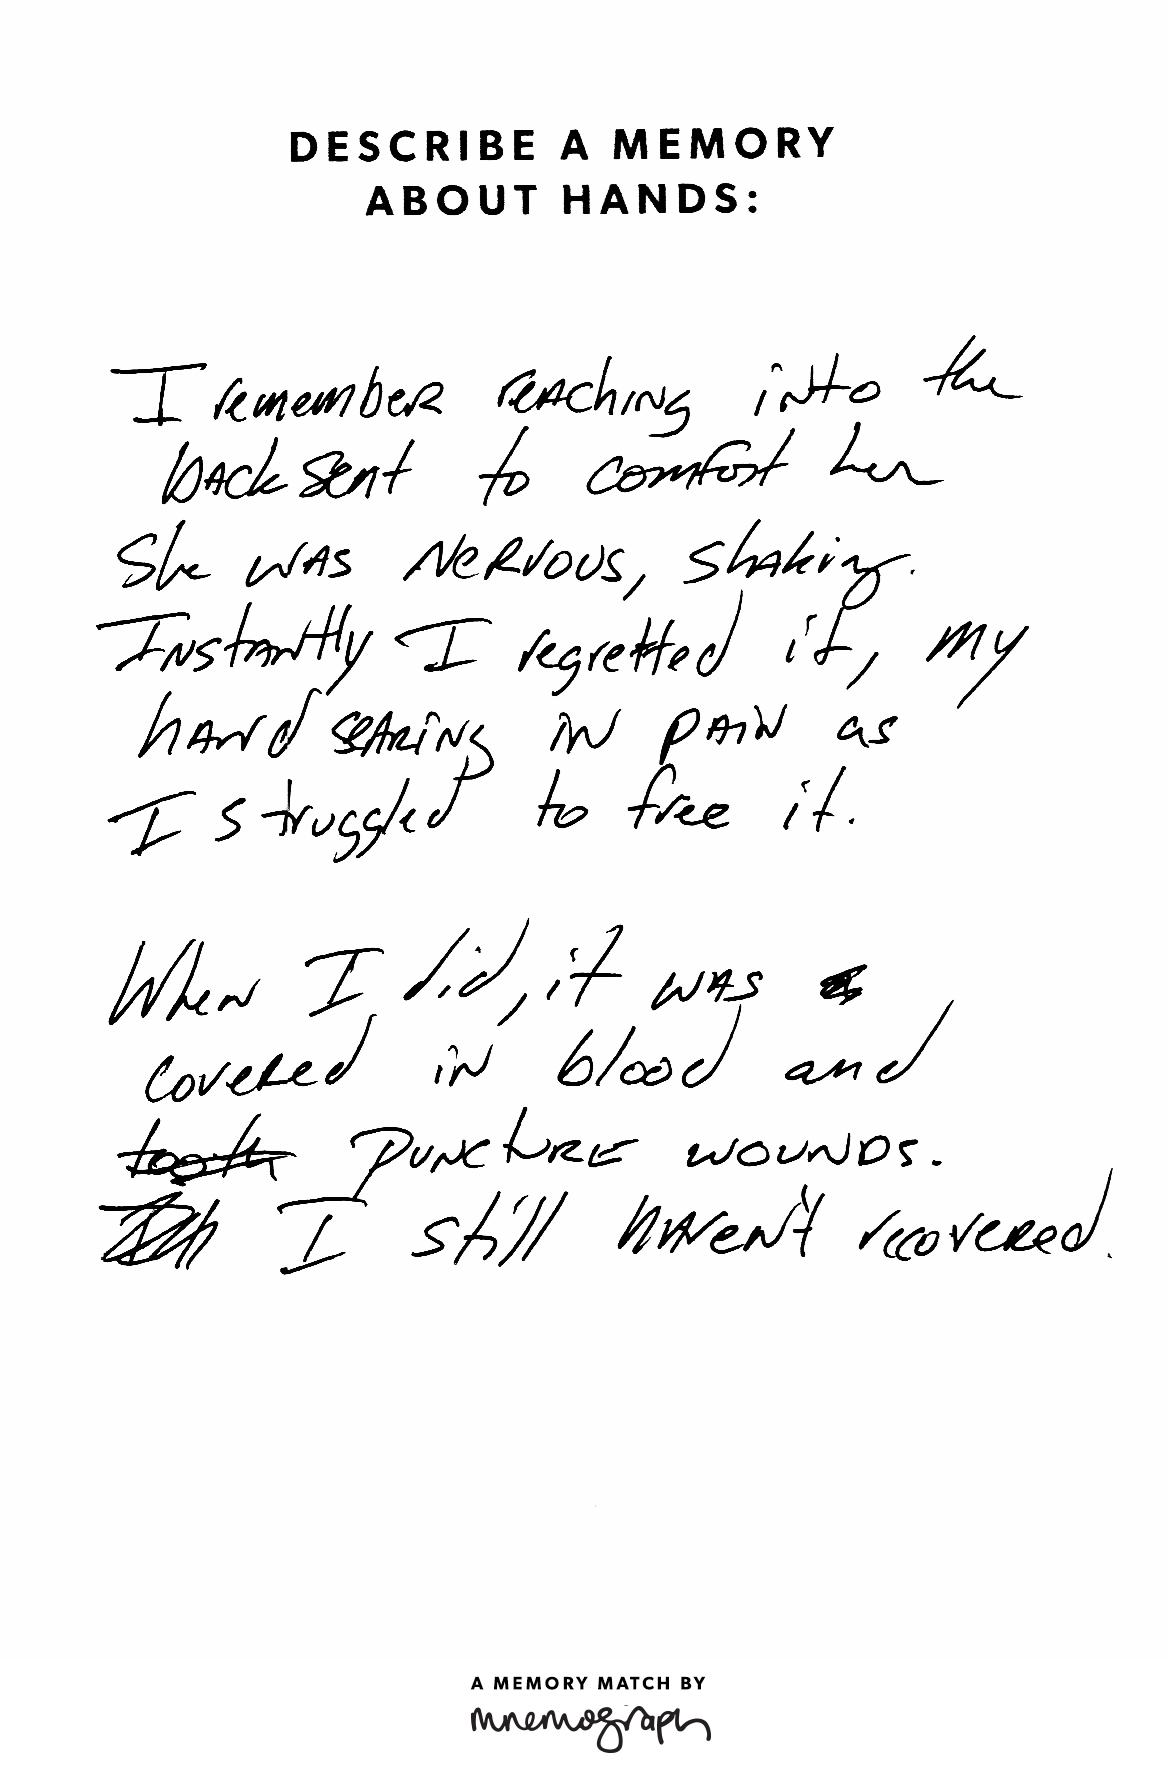 DESCRIBE A MEMORY
ABOUT HANDS:
I remember reaching into the
backseat to comfort her
She was nervous, shaking.
Instantly I regretted it, my
hand searing in pain as
I struggled to free it.
When I did, it was
covered in blood and
tooth puncture wounds.
I still haven't recovered.
A MEMORY MATCH BY
mnemograph